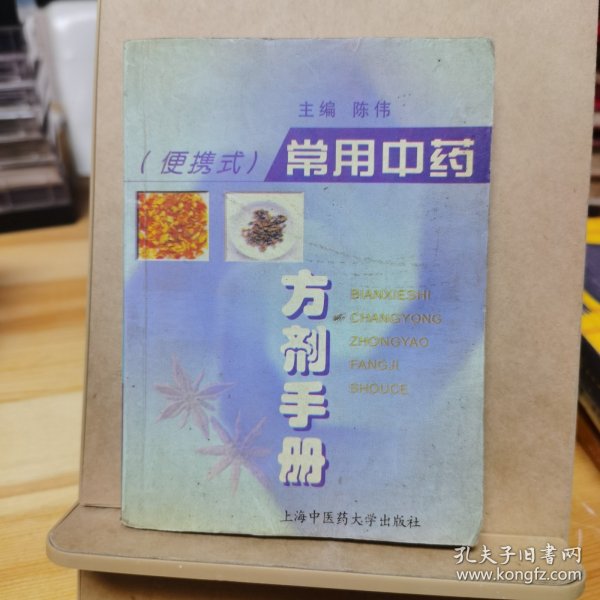 主编 陈伟
(便携式) 常用中药
方剂手册
BIANXIESHI
CHANGYONG
ZHONGYAO
FANGJI
SHOUCE
上海中医药大学出版社
孔夫子旧书网
www.kongfz.com